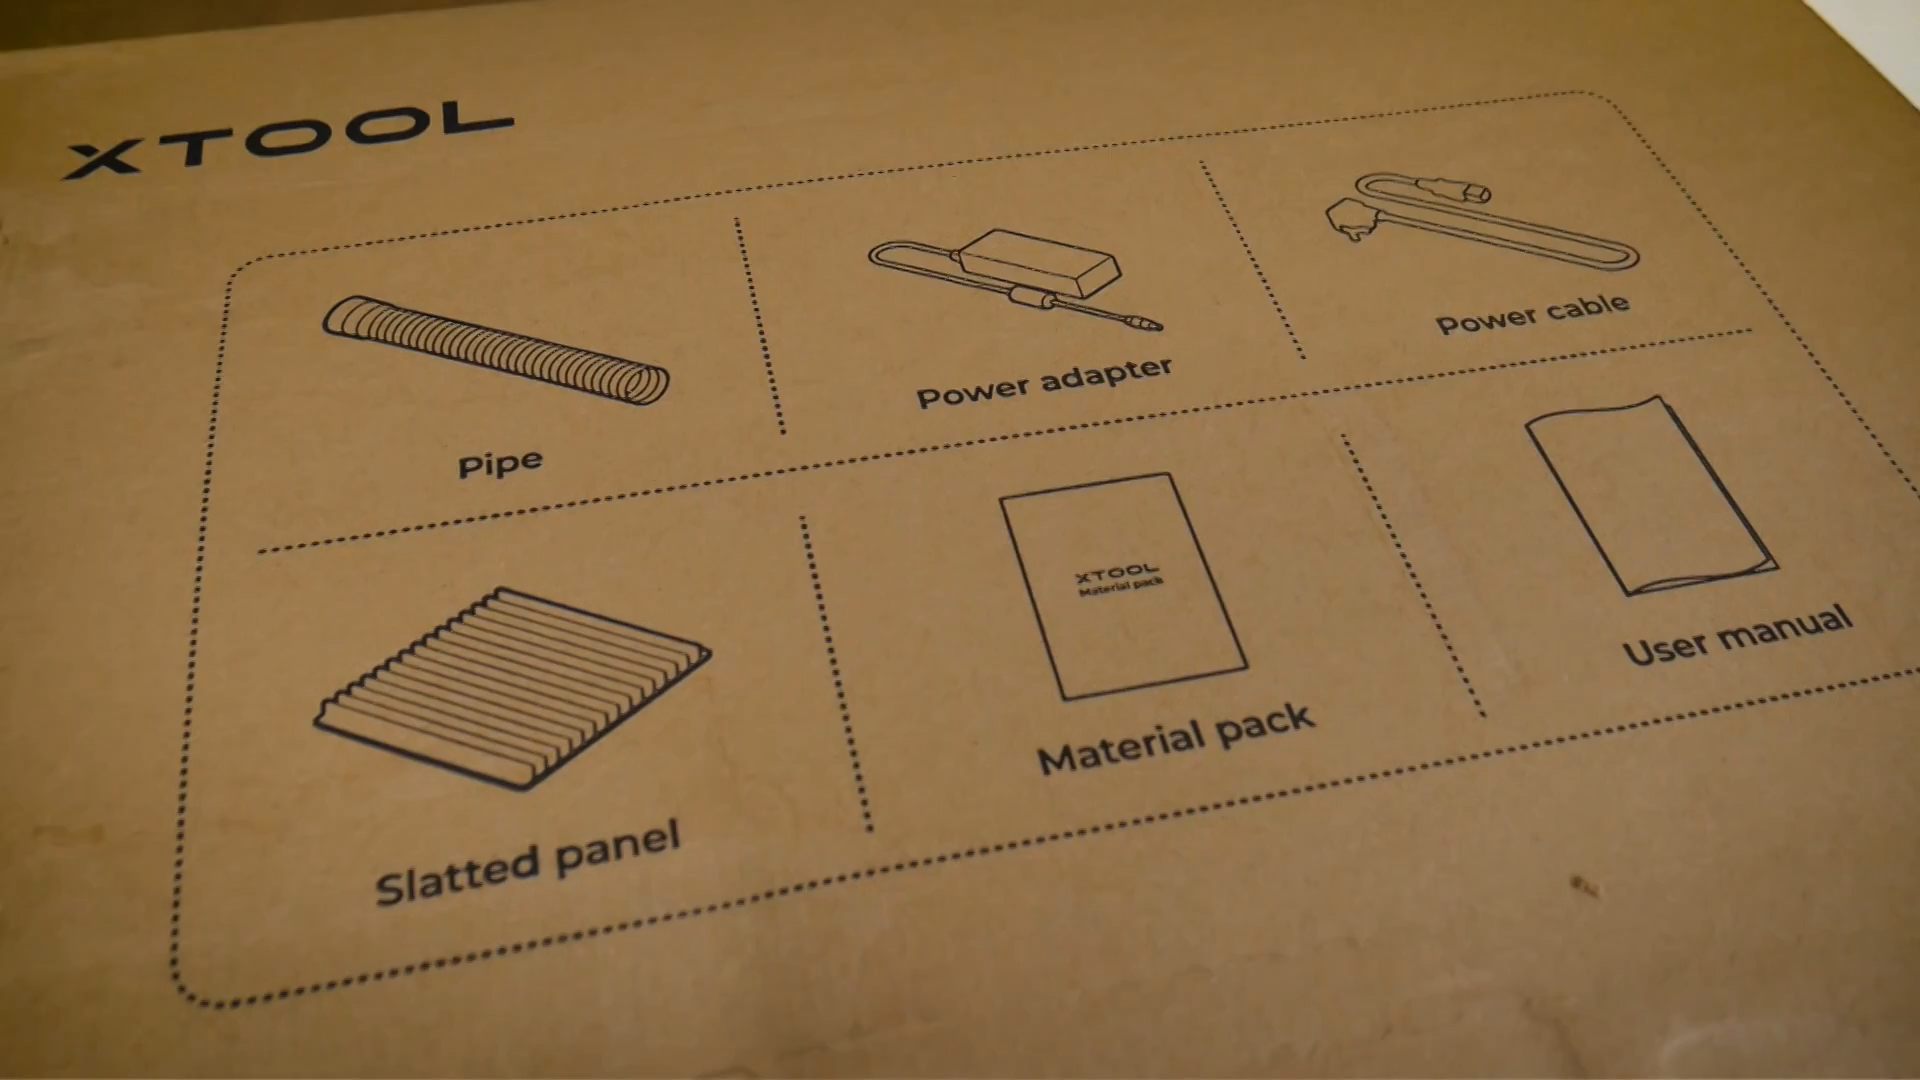 XTOOL
Pipe
Power adapter
Power cable
Slatted panel
XTOOL
Material pack
Material pack
User manual